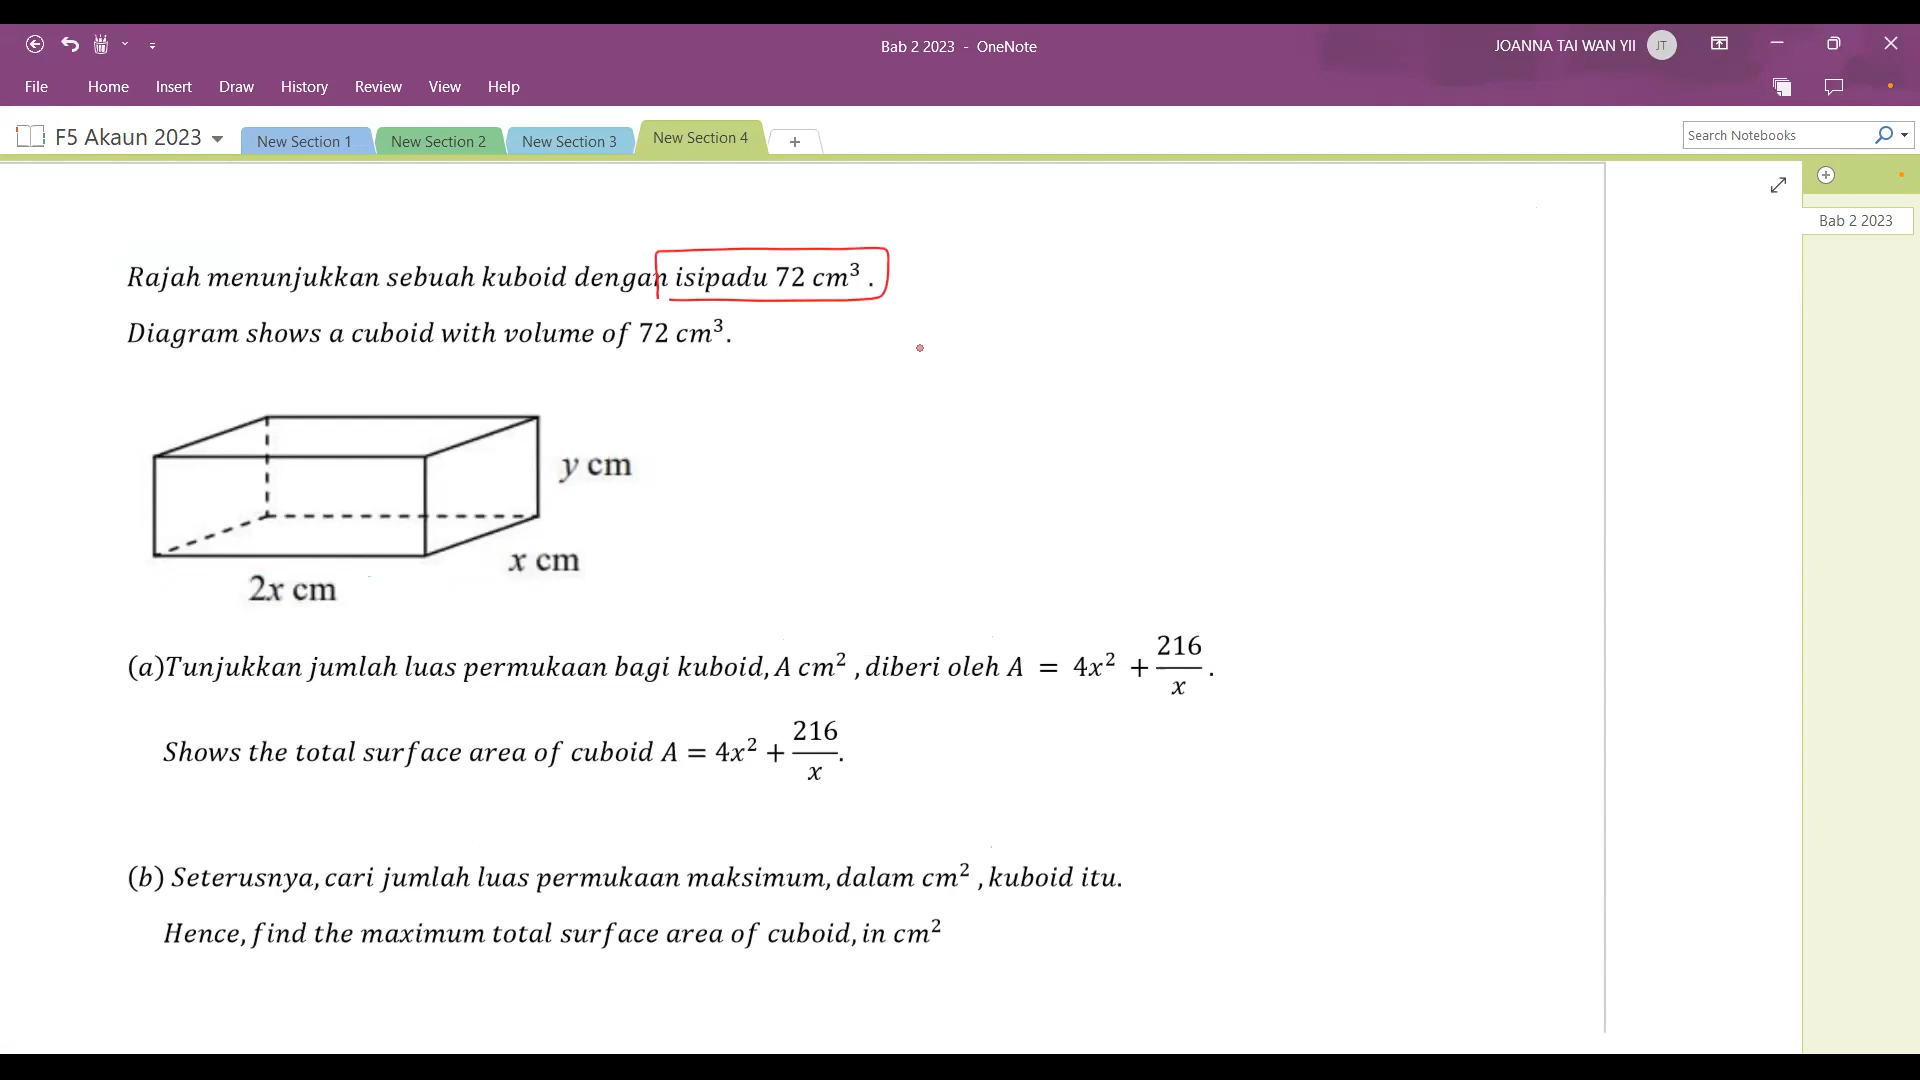 Bab 2 2023 - OneNote
JOANNA TAI WAN YII
JT
File Home Insert Draw History Review View Help
F5 Akaun 2023
New Section 1
New Section 2
New Section 3
New Section 4
Search Notebooks
Bab 2 2023
Rajah menunjukkan sebuah kuboid dengan isipadu 72 cm³ .
Diagram shows a cuboid with volume of 72 cm³.
y cm
x cm
2x cm
(a)Tunjukkan jumlah luas permukaan bagi kuboid, A cm² , diberi oleh A = 4x² + 216/x .
Shows the total surface area of cuboid A = 4x² + 216/x.
(b) Seterusnya, cari jumlah luas permukaan maksimum, dalam cm² , kuboid itu.
Hence, find the maximum total surface area of cuboid, in cm²